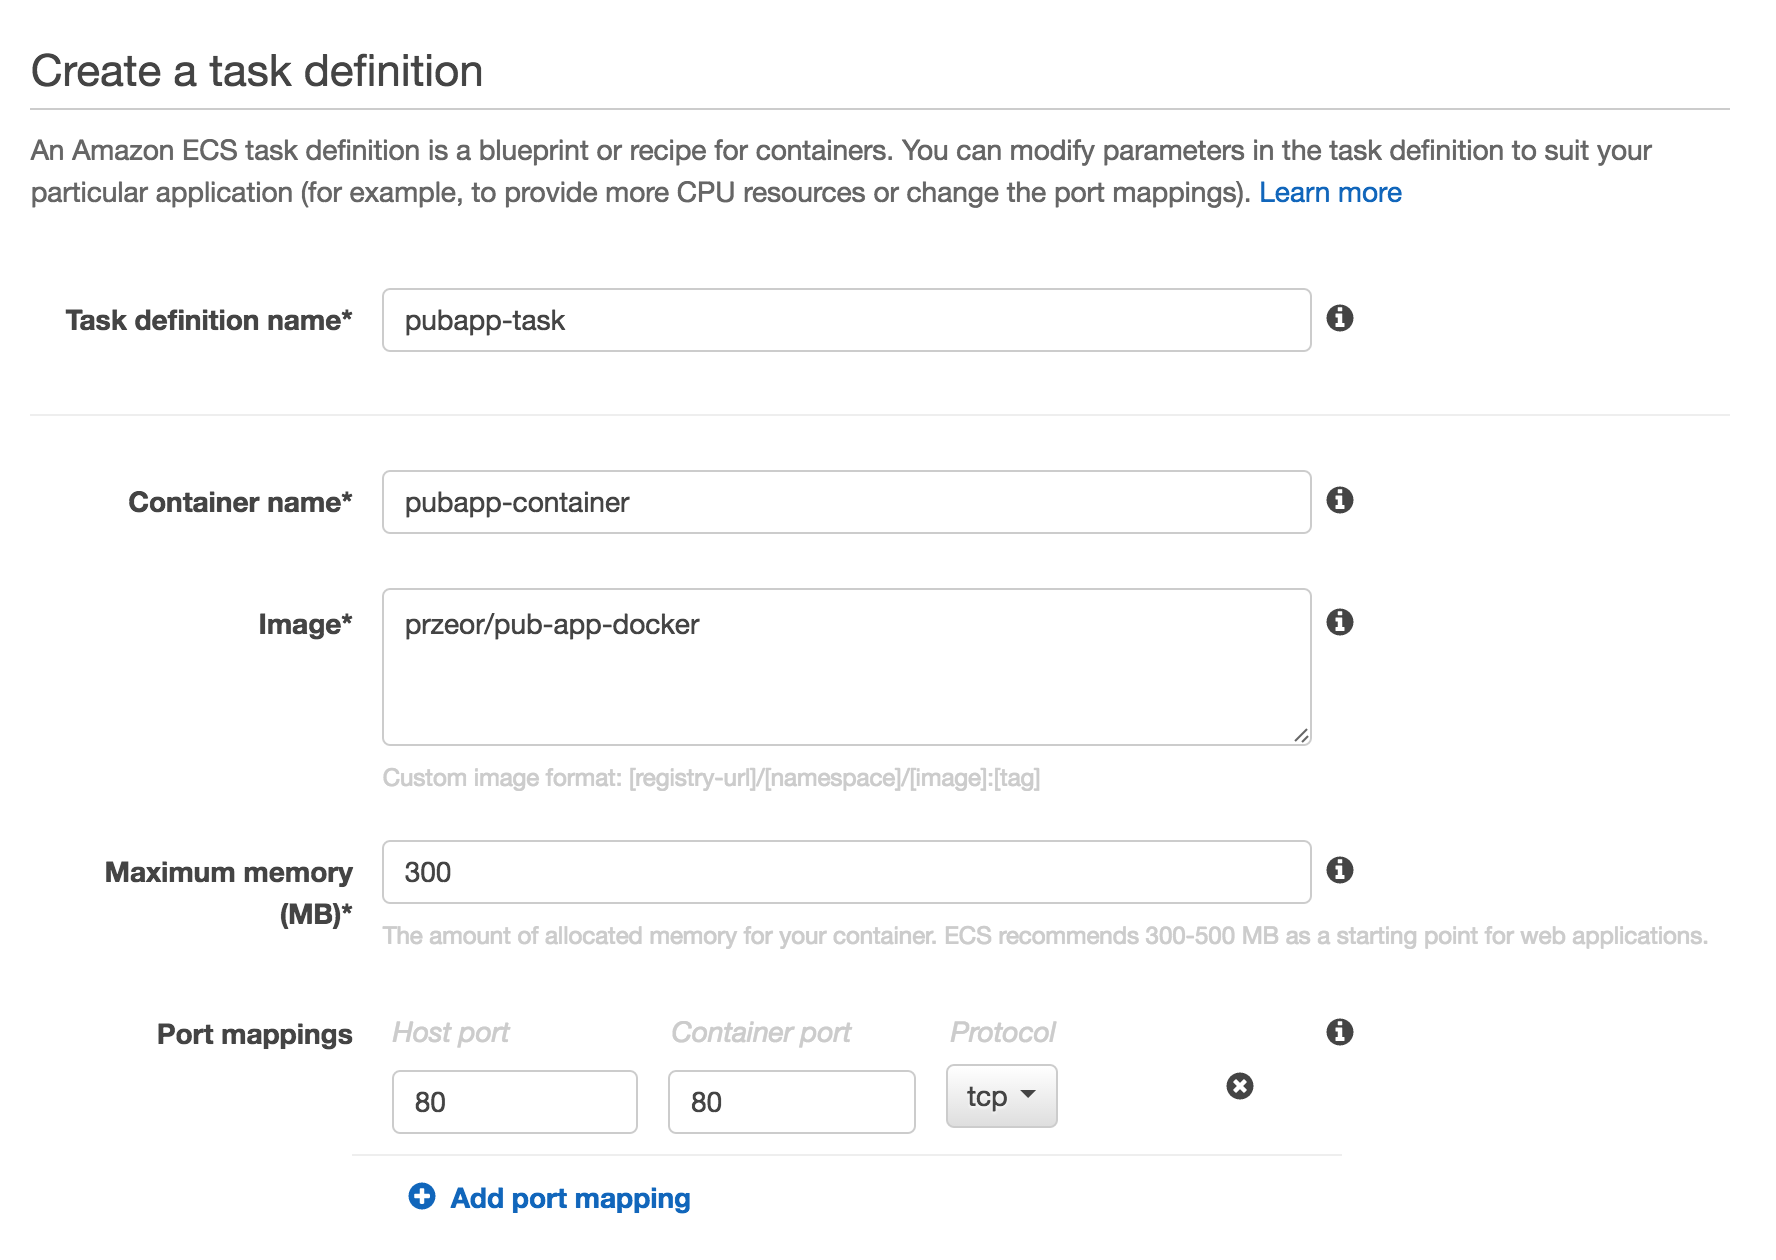 Create a task definition
An Amazon ECS task definition is a blueprint or recipe for containers. You can modify parameters in the task definition to suit your
particular application (for example, to provide more CPU resources or change the port mappings). Learn more
Task definition name* pubapp-task
Container name* pubapp-container
Image* przeor/pub-app-docker
Custom image format: [registry-url]/[namespace]/[image]:[tag]
Maximum memory 300
(MB)*
The amount of allocated memory for your container. ECS recommends 300-500 MB as a starting point for web applications.
Port mappings Host port Container port Protocol
80 80 tcp
Add port mapping